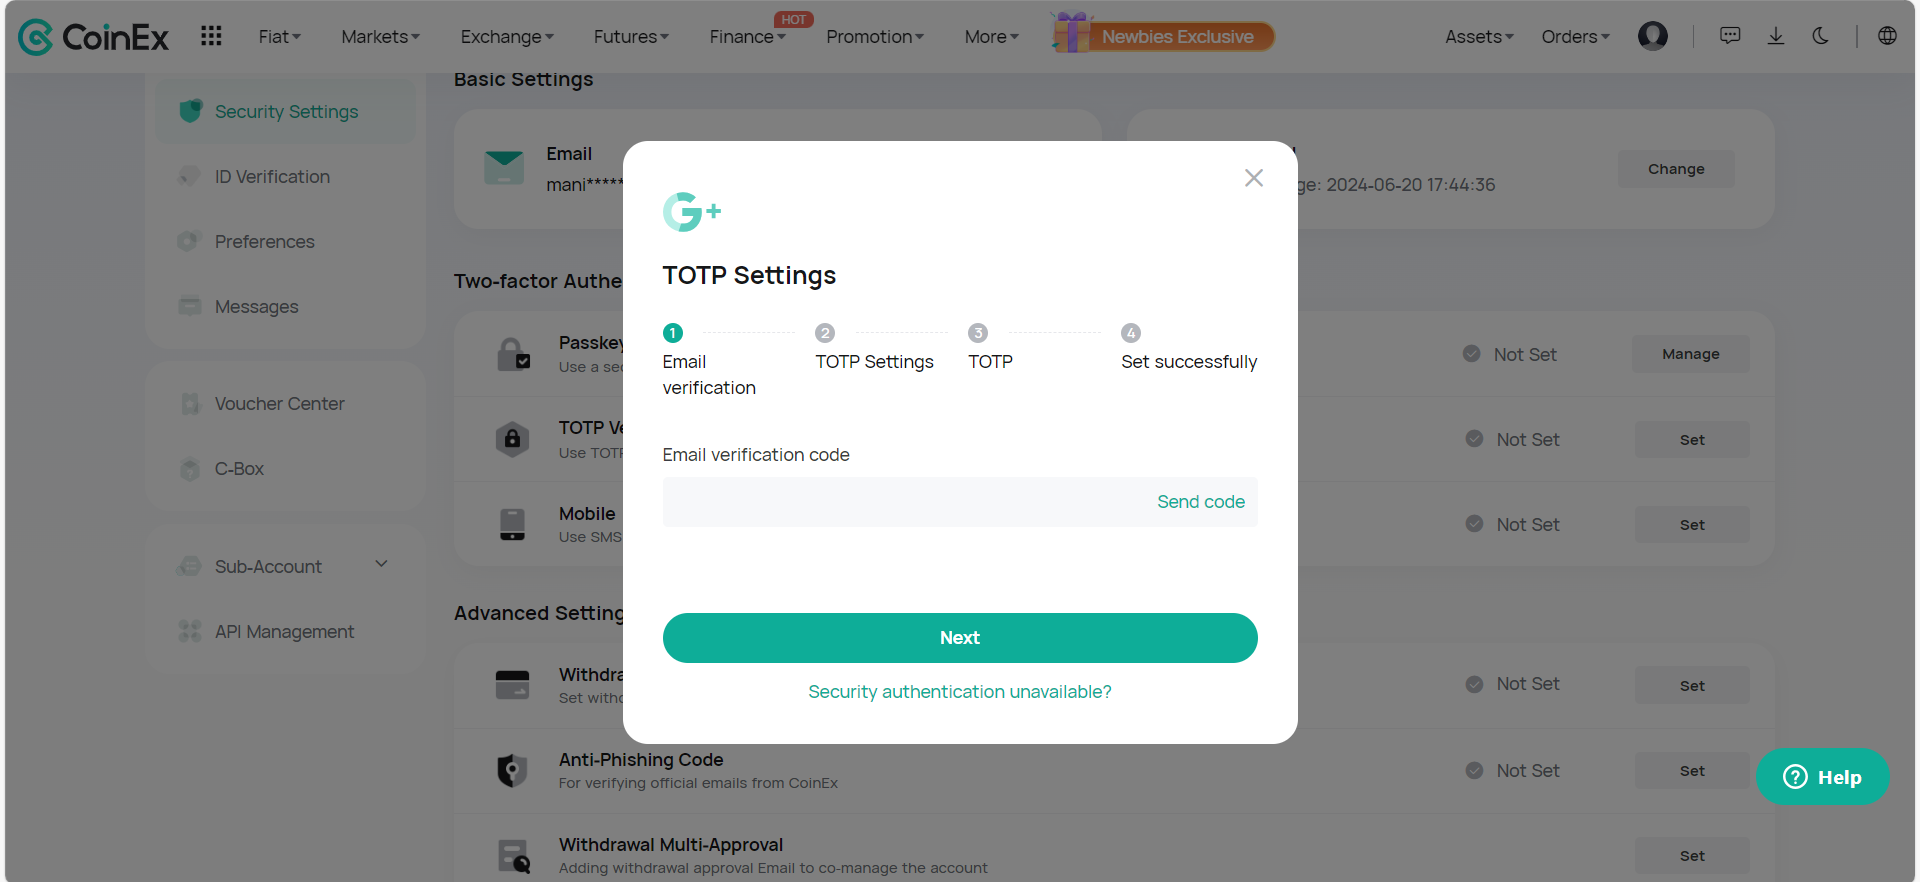 CoinEx
Fiat
Markets
Exchange
Futures
Finance
HOT
Promotion
More
Newbies Exclusive
Assets
Orders
Security Settings
ID Verification
Preferences
Messages
Voucher Center
C-Box
Sub-Account
API Management
Basic Settings
Email
mani*****
ge: 2024-06-20 17:44:36
Change
Two-factor Authe
Passkey
Use a sec
Not Set
Manage
TOTP Ve
Use TOTP
Not Set
Set
Mobile
Use SMS
Not Set
Set
Advanced Setting
Withdra
Set witho
Not Set
Set
Anti-Phishing Code
For verifying official emails from CoinEx
Not Set
Set
Withdrawal Multi-Approval
Adding withdrawal approval Email to co-manage the account
Set
G+
TOTP Settings
1
Email
verification
2
TOTP Settings
3
TOTP
4
Set successfully
Email verification code
Send code
Next
Security authentication unavailable?
Help